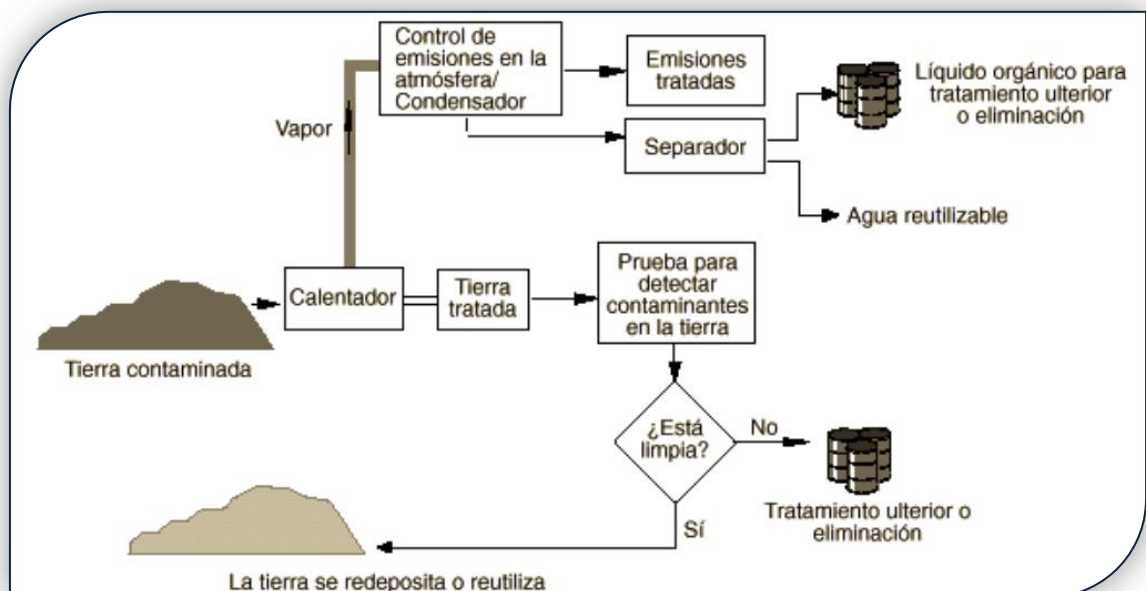 Control de
emisiones en la
atmósfera/
Condensador
Emisiones
tratadas
Líquido orgánico para
tratamiento ulterior
o eliminación
Vapor
Separador
Agua reutilizable
Tierra contaminada
Calentador
Tierra
tratada
Prueba para
detectar
contaminantes
en la tierra
¿Está
limpia?
No
Tratamiento ulterior o
eliminación
Sí
La tierra se redeposita o reutiliza